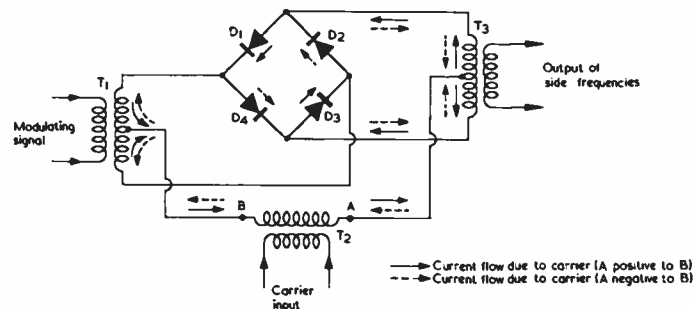 D1
D2
T3
T1
Output of
side frequencies
Modulating
signal
D4
D3
B
A
T2
Carrier
input
Current flow due to carrier (A positive to B)
Current flow due to carrier (A negative to B)